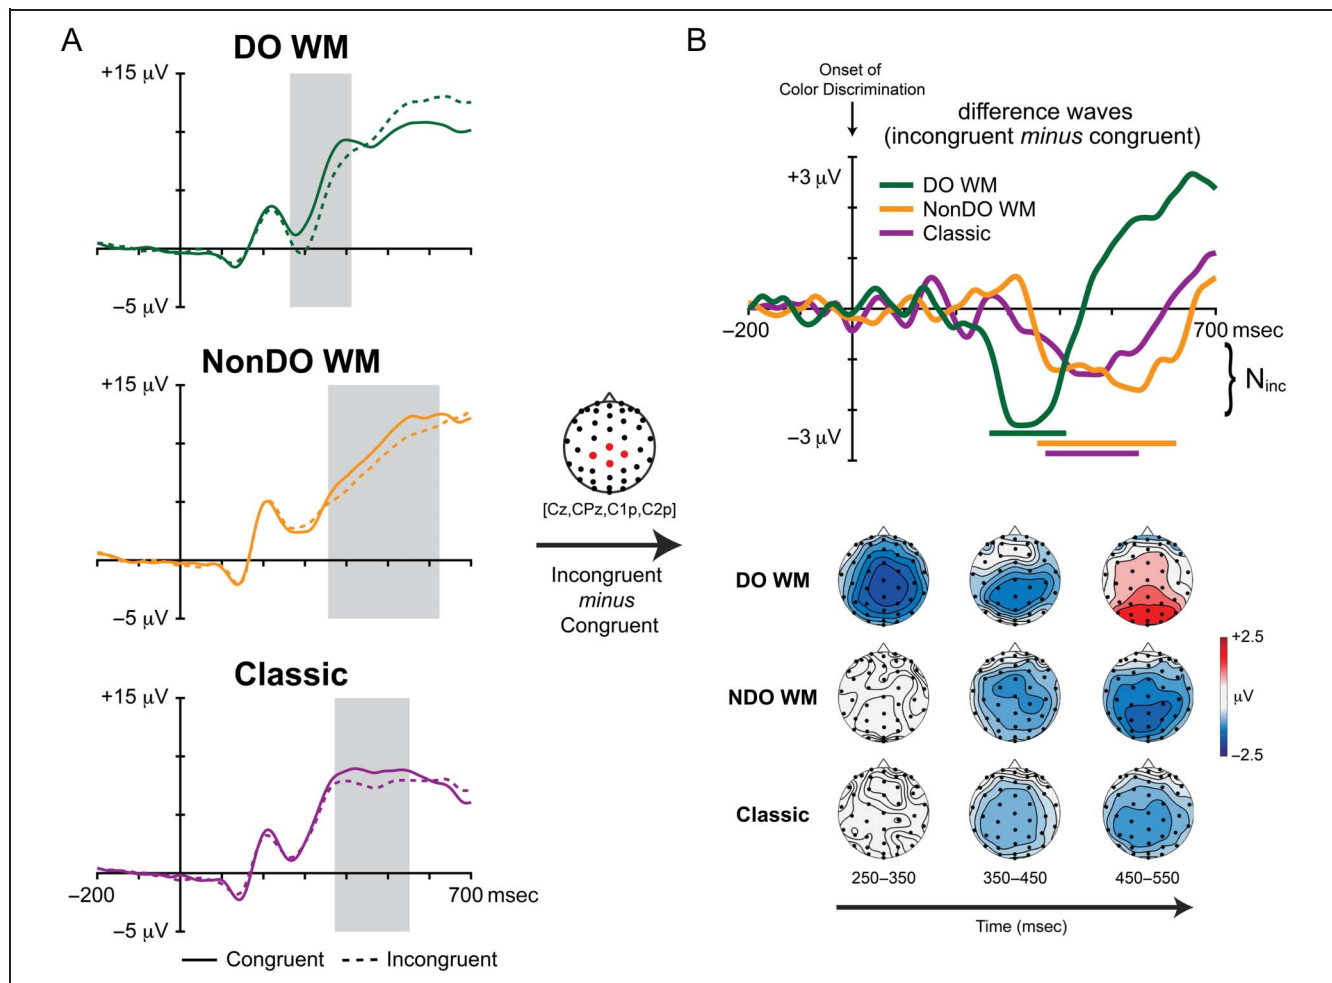 A
DO WM
+15 μV
−5 μV
NonDO WM
+15 μV
−5 μV
Classic
+15 μV
−200
700 msec
−5 μV
Congruent
Incongruent
[Cz,CPz,C1p,C2p]
Incongruent
minus
Congruent
B
Onset of
Color Discrimination
difference waves
(incongruent minus congruent)
+3 μV
DO WM
NonDO WM
Classic
−200
700 msec
Ninc
−3 μV
DO WM
NDO WM
Classic
+2.5
μV
−2.5
250–350
350–450
450–550
Time (msec)